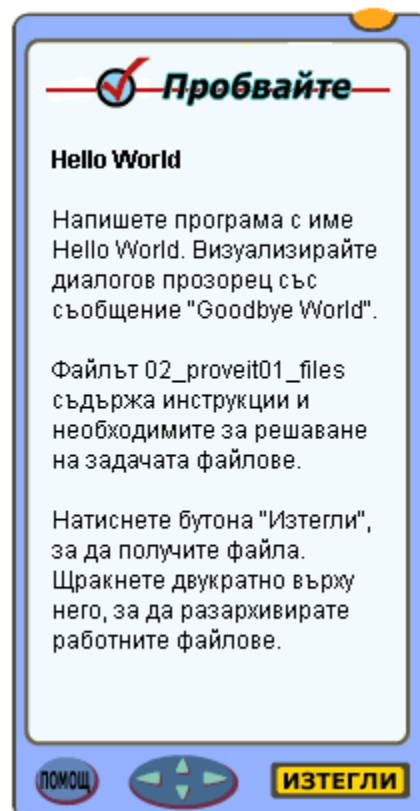 Пробвайте
Hello World
Напишете програма с име
Hello World. Визуализирайте
диалогов прозорец със
съобщение "Goodbye World".
Файлът 02_proveit01_files
съдържа инструкции и
необходимите за решаване
на задачата файлове.
Натиснете бутона "Изтегли",
за да получите файла.
Щракнете двукратно върху
него, за да разархивирате
работните файлове.
ПОМОЩ
ИЗТЕГЛИ